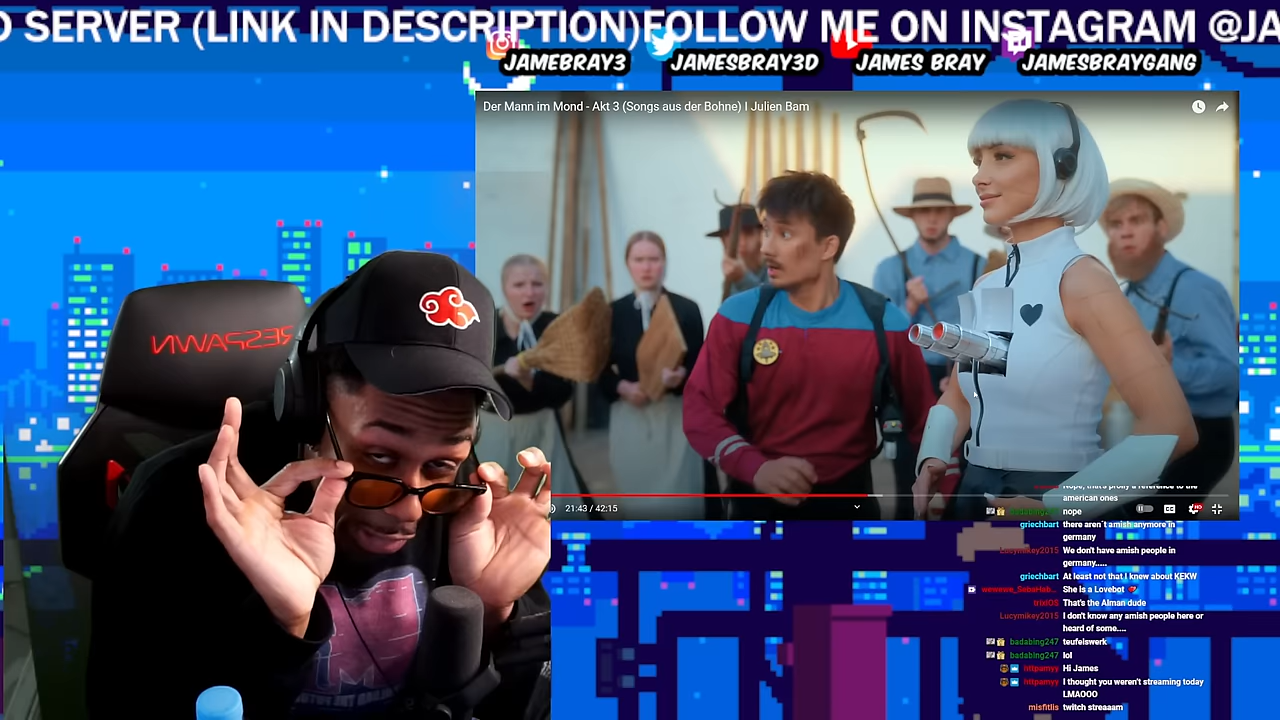 O SERVER (LINK IN DESCRIPTION)FOLLOW ME ON INSTAGRAM @JA
JAMEBRAY3
JAMESBRAY3D
JAMES BRAY
JAMESBRAYGANG
Der Mann im Mond - Akt 3 (Songs aus der Bohne) I Julien Bam
RESPAWN
21:43 / 42:15
Nope, that's prolly a reference to the
american ones
badabing247 nope
griechbart there aren't amish anymore in
germany
Lucymikey2015 We don't have amish people in
germany.....
griechbart At least not that I knew about KEKW
She is a Lovebot
That's the Alman dude
Lucymikey2015 I don't know any amish people here or
heard of some....
badabing247 teufelswerk
badabing247 lol
httpamyy Hi James
httpamyy I thought you weren't streaming today
LMAOOO
misfitlis twitch streaaam